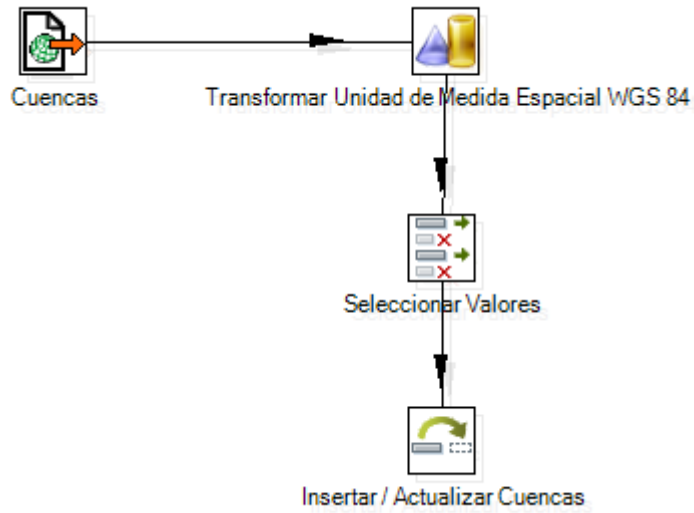 Cuencas
Transformar Unidad de Medida Espacial WGS 84
Seleccionar Valores
Insertar / Actualizar Cuencas